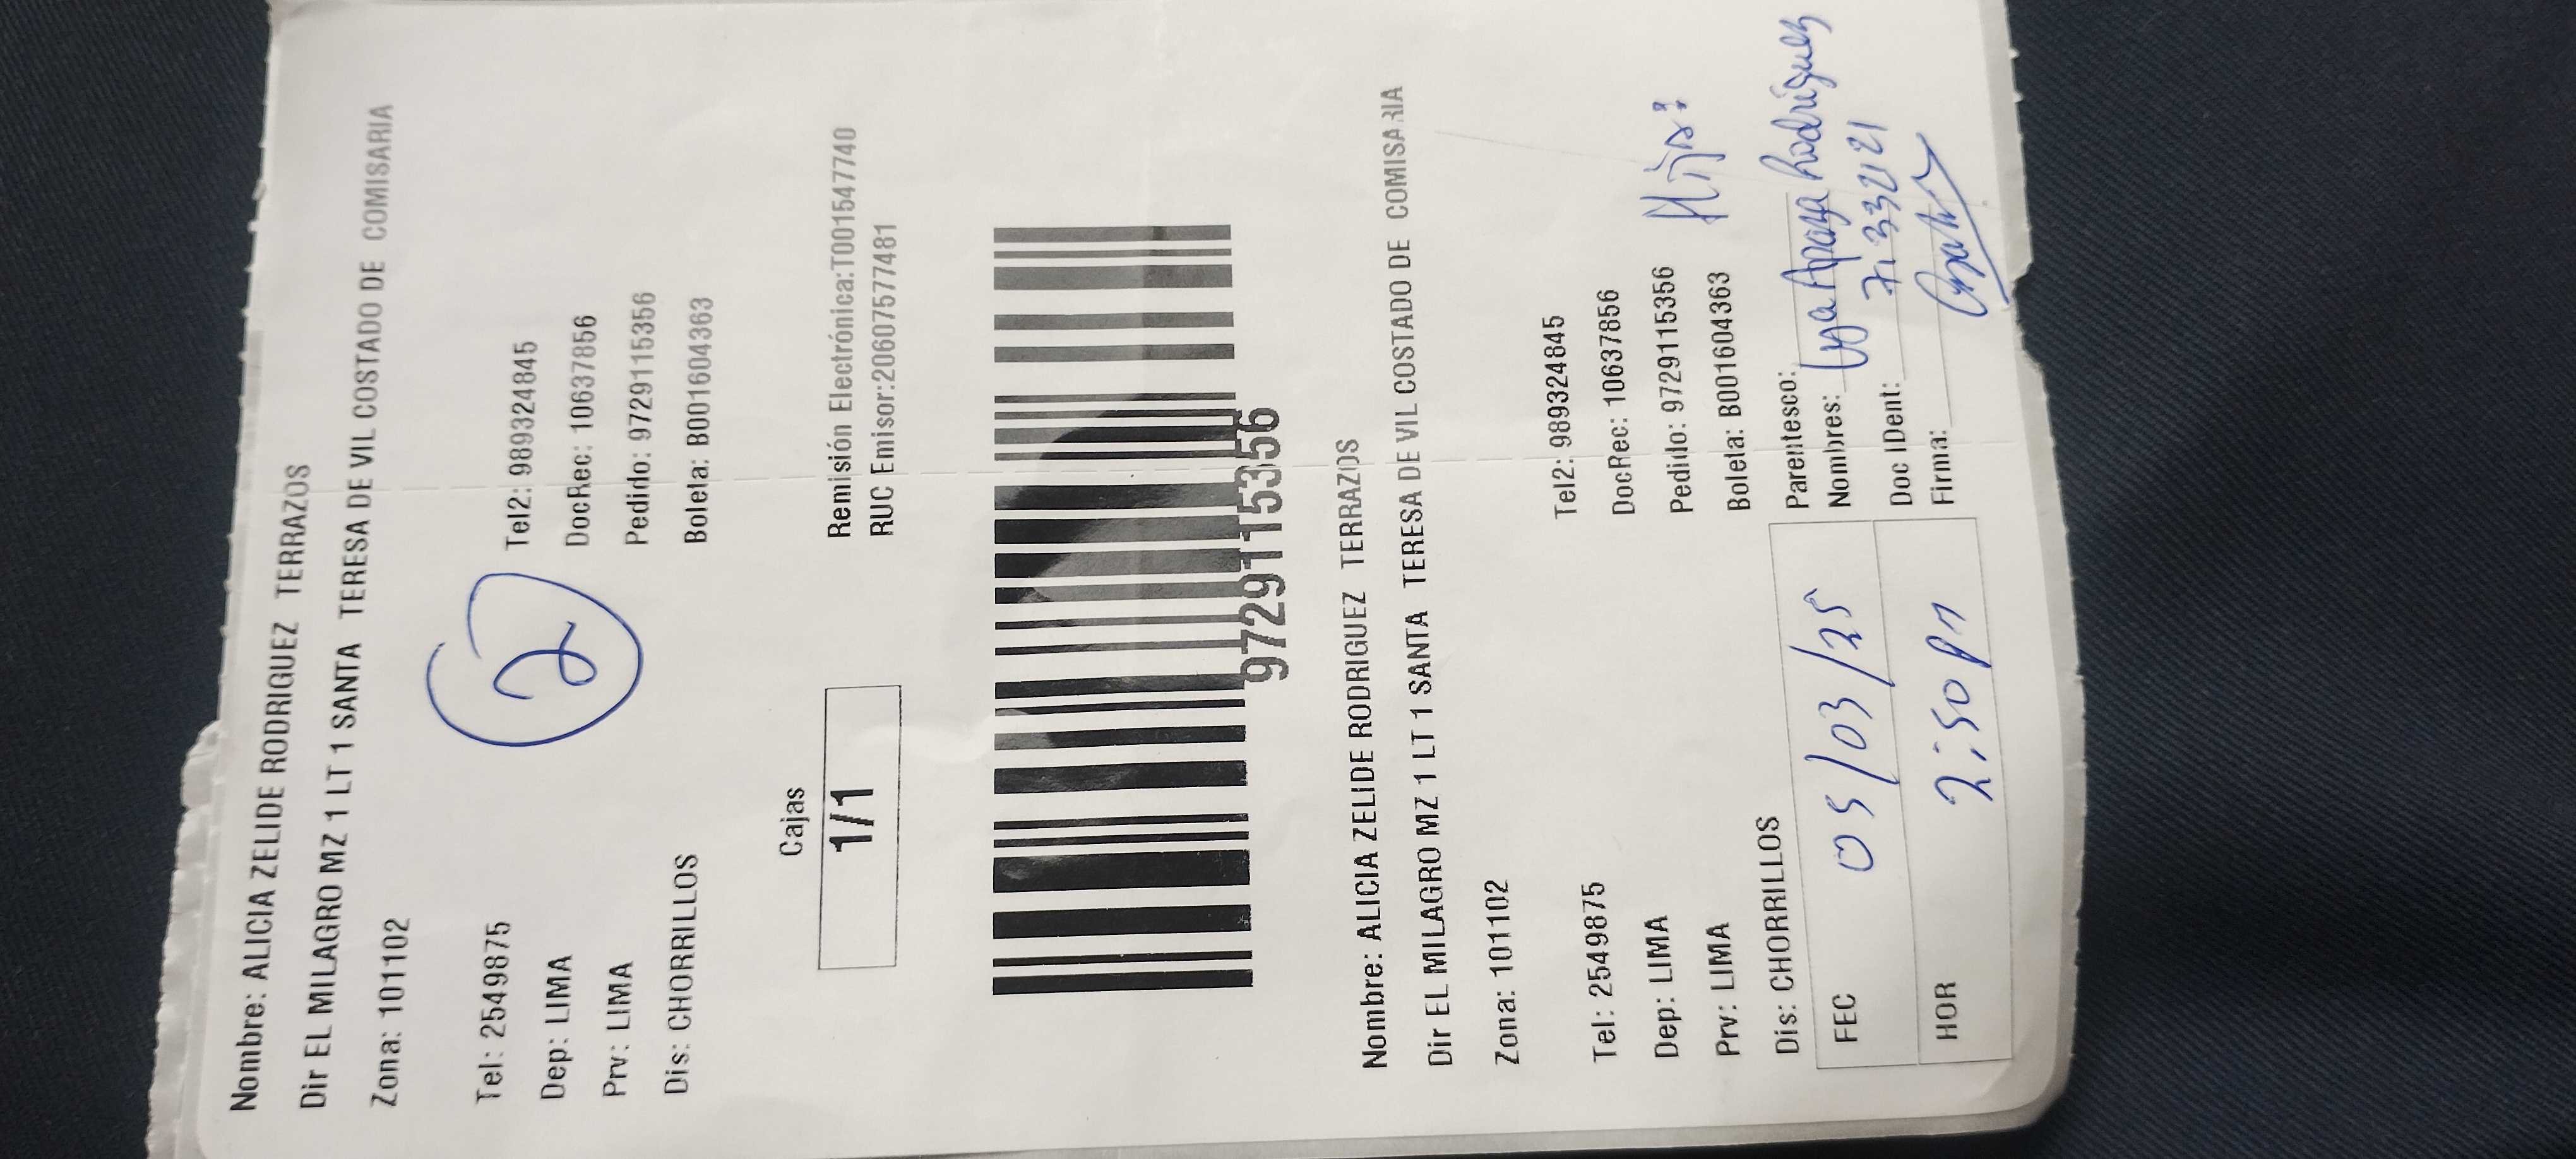 Nombre: ALICIA ZELIDE RODRIGUEZ TERRAZOS
Dir EL MILAGRO MZ 1 LT 1 SANTA TERESA DE VIL COSTADO DE COMISARIA
Zona: 101102
2
Tel: 2549875 Tel2: 989324845
Dep: LIMA DocRec: 10637856
Prv: LIMA Pedido: 9729115356
Dis: CHORRILLOS Boleta: B001604363
Cajas
1/1
Remisión Electrónica:T001547740
RUC Emisor:20607577481
9729115356
Nombre: ALICIA ZELIDE RODRIGUEZ TERRAZOS
Dir EL MILAGRO MZ 1 LT 1 SANTA TERESA DE VIL COSTADO DE COMISARIA
Zona: 101102
Tel: 2549875 Tel2: 989324845
Dep: LIMA DocRec: 10637856
Prv: LIMA Pedido: 9729115356
Dis: CHORRILLOS Boleta: B001604363
FEC 05/03/25
HOR 2:50 pm
Parentesco:
Nombres: Apaza Rodríguez
Doc IDent: 71332121
Firma: